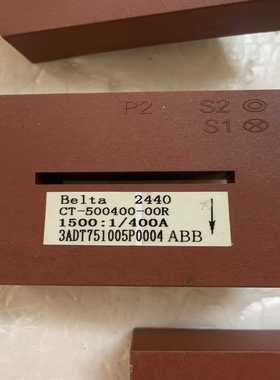 P2 S2
S1
Belta 2440
CT-500400-00R
1500:1/400A
3ADT751005P0004 ABB